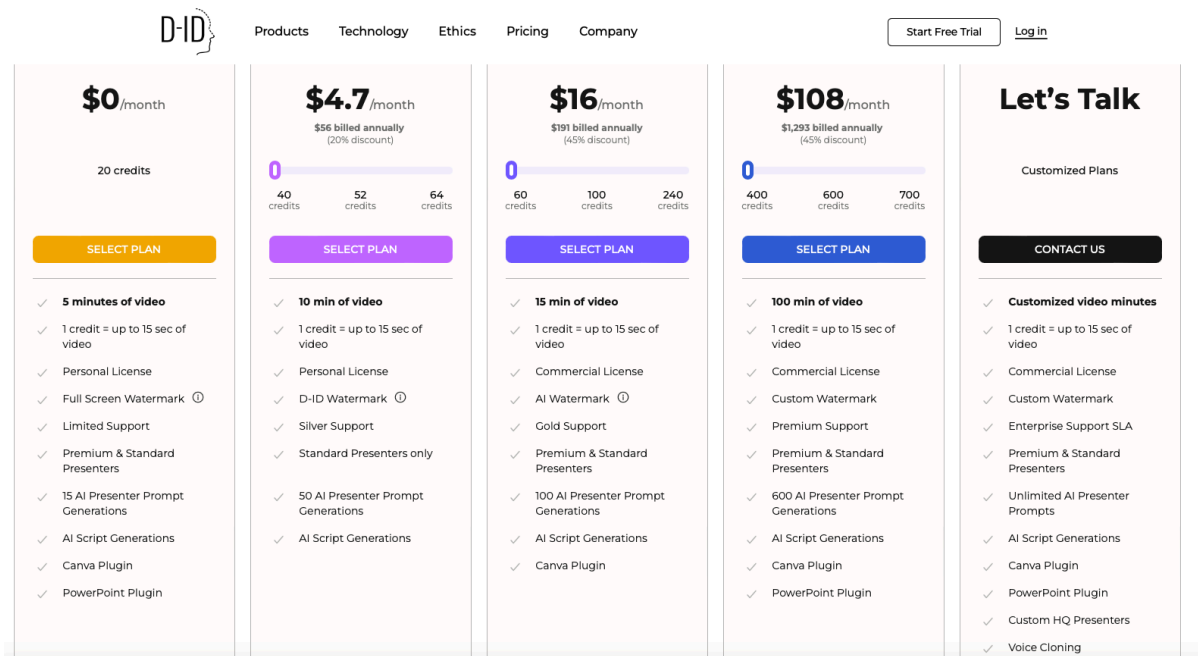 D-ID
Products Technology Ethics Pricing Company
Start Free Trial
Log in
$0/month
20 credits
SELECT PLAN
5 minutes of video
1 credit = up to 15 sec of
video
Personal License
Full Screen Watermark
Limited Support
Premium & Standard
Presenters
15 AI Presenter Prompt
Generations
AI Script Generations
Canva Plugin
PowerPoint Plugin
$4.7/month
$56 billed annually
(20% discount)
40 52 64
credits credits credits
SELECT PLAN
10 min of video
1 credit = up to 15 sec of
video
Personal License
D-ID Watermark
Silver Support
Standard Presenters only
50 AI Presenter Prompt
Generations
AI Script Generations
$16/month
$191 billed annually
(45% discount)
60 100 240
credits credits credits
SELECT PLAN
15 min of video
1 credit = up to 15 sec of
video
Commercial License
AI Watermark
Gold Support
Premium & Standard
Presenters
100 AI Presenter Prompt
Generations
AI Script Generations
Canva Plugin
$108/month
$1,293 billed annually
(45% discount)
400 600 700
credits credits credits
SELECT PLAN
100 min of video
1 credit = up to 15 sec of
video
Commercial License
Custom Watermark
Premium Support
Premium & Standard
Presenters
600 AI Presenter Prompt
Generations
AI Script Generations
Canva Plugin
PowerPoint Plugin
Let's Talk
Customized Plans
CONTACT US
Customized video minutes
1 credit = up to 15 sec of
video
Commercial License
Custom Watermark
Enterprise Support SLA
Premium & Standard
Presenters
Unlimited AI Presenter
Prompts
AI Script Generations
Canva Plugin
PowerPoint Plugin
Custom HQ Presenters
Voice Cloning